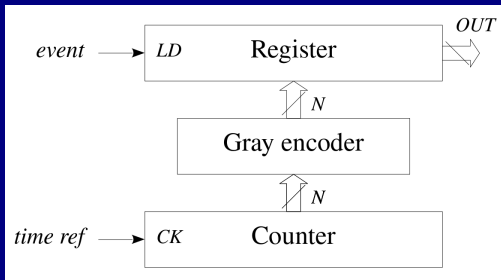 OUT
event LD Register
N
Gray encoder
N
time ref CK Counter